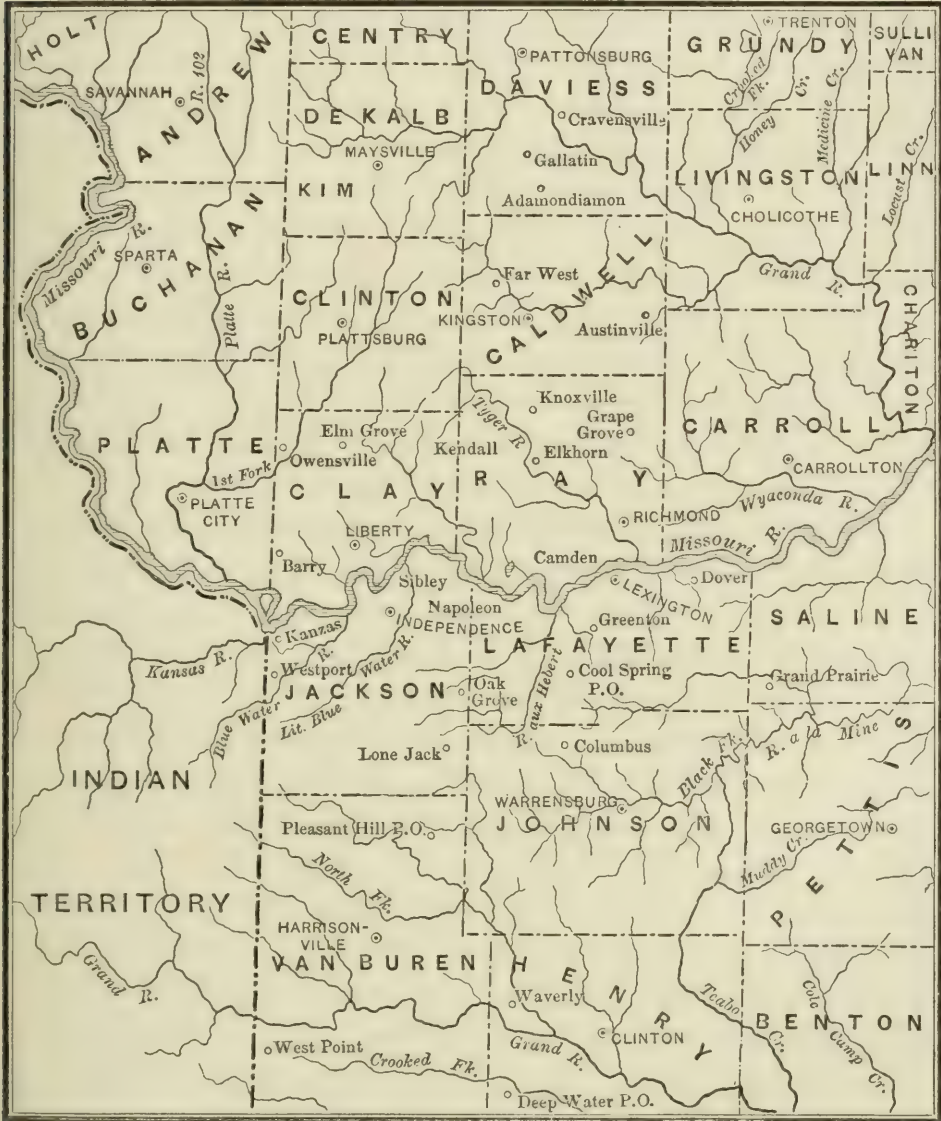 HOLT
SAVANNAH
R. 102
ANDREW
CENTRY
DEKALB
MAYSVILLE
KIM
PATTONSBURG
DAVIESS
Cravensville
Gallatin
Adamondiamon
TRENTON
GRUNDY
Crooked
Fk.
Honey
Cr.
Medicine Cr.
SULLI
VAN
LINN
Locust Cr.
LIVINGSTON
CHOLICOTHE
Grand
R.
Missouri R.
SPARTA
BUCHANAN
Platte R.
CLINTON
PLATTSBURG
Far West
KINGSTON
CALDWELL
Austinville
CHARITON
PLATTE
1st Fork
PLATTE
CITY
Elm Grove
Owensville
CLAY
LIBERTY
Barry
Tyger R.
Kendall
Knoxville
Grape
Grove
Elkhorn
RAY
RICHMOND
Camden
CARROLL
CARROLLTON
Wyaconda R.
Missouri R.
Sibley
Napoleon
INDEPENDENCE
Kanzas
Kansas R.
Westport
JACKSON
Blue Water R.
Lit. Blue Water R.
Oak
Grove
Lone Jack
LEXINGTON
Dover
Greenton
LAFAYETTE
Cool Spring
P.O.
R. aux Hebert
SALINE
Grand Prairie
INDIAN
TERRITORY
Columbus
Black Fk.
R. a la Mine
WARRENSBURG
JOHNSON
GEORGETOWN
Muddy Cr.
PETTIS
Pleasant Hill P.O.
North
Fk.
HARRISON-
VILLE
VAN BUREN
Grand R.
HENRY
Waverly
CLINTON
Grand R.
Teabo
Cr.
BENTON
Cole
Camp Cr.
West Point
Crooked Fk.
Deep Water P.O.